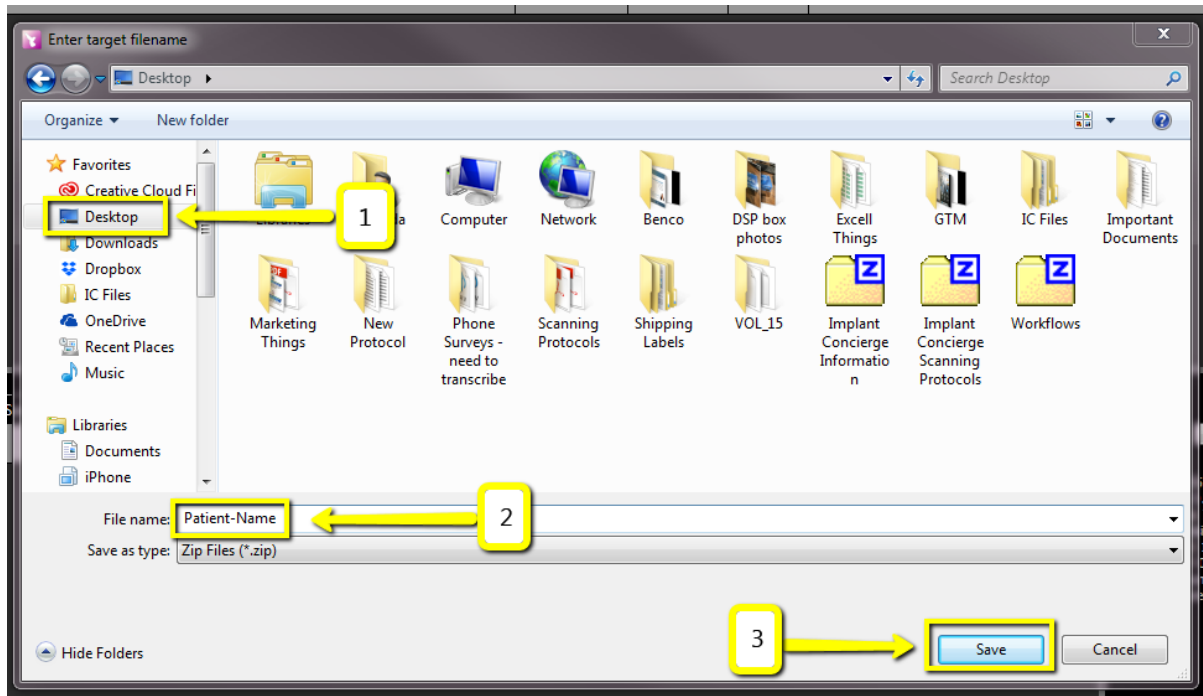 Enter target filename
x
Desktop
Search Desktop
Organize
New folder
?
Favorites
Creative Cloud Fi
Desktop
Downloads
Dropbox
IC Files
OneDrive
Recent Places
Music
Libraries
Documents
iPhone
Computer
Network
Benco
DSP box
photos
Excell
Things
GTM
IC Files
Important
Documents
Marketing
Things
New
Protocol
Phone
Surveys -
need to
transcribe
Scanning
Protocols
Shipping
Labels
VOL_15
Z
Implant
Concierge
Informatio
n
Z
Implant
Concierge
Scanning
Protocols
Z
Workflows
1
File name: Patient-Name
2
Save as type: Zip Files (*.zip)
3
Hide Folders
Save
Cancel